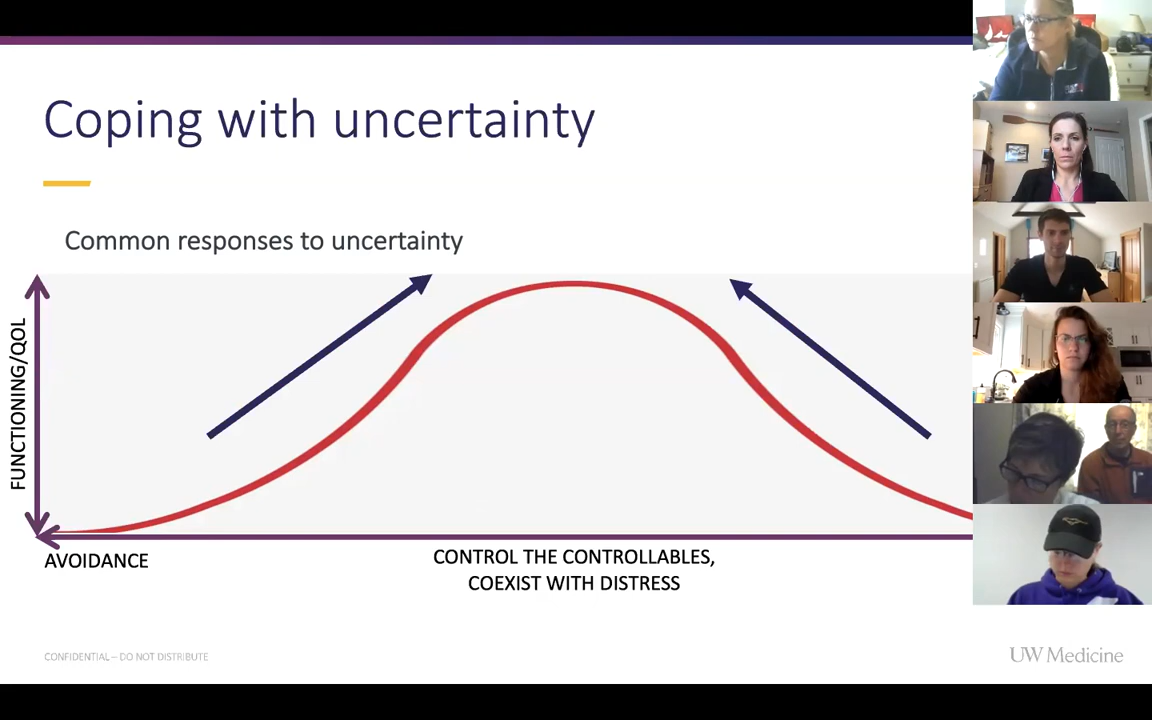 Coping with uncertainty
Common responses to uncertainty
FUNCTIONING/QOL
AVOIDANCE
CONTROL THE CONTROLLABLES,
COEXIST WITH DISTRESS
CONFIDENTIAL – DO NOT DISTRIBUTE
UW Medicine